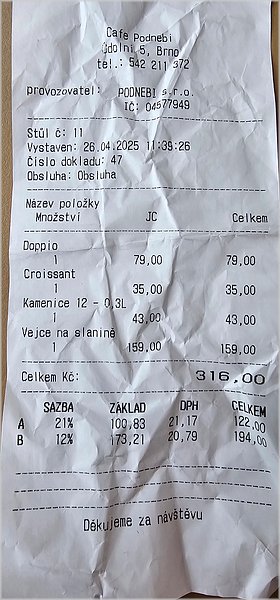 Cafe Podnebi
Údolní 5, Brno
tel.: 542 211 372
provozovatel: PODNEBI s.r.o.
IČ: 04577949
Stůl č: 11
Vystaven: 26.04.2025 11:39:26
Číslo dokladu: 47
Obsluha: Obsluha
Název položky
Množství JC Celkem
Doppio
1 79,00 79,00
Croissant
1 35,00 35,00
Kamenice 12 - 0,3L
1 43,00 43,00
Vejce na slanině
1 159,00 159,00
Celkem Kč: 316,00
SAZBA ZÁKLAD DPH CELKEM
A 21% 100,83 21,17 122,00
B 12% 173,21 20,79 194,00
Děkujeme za návštěvu